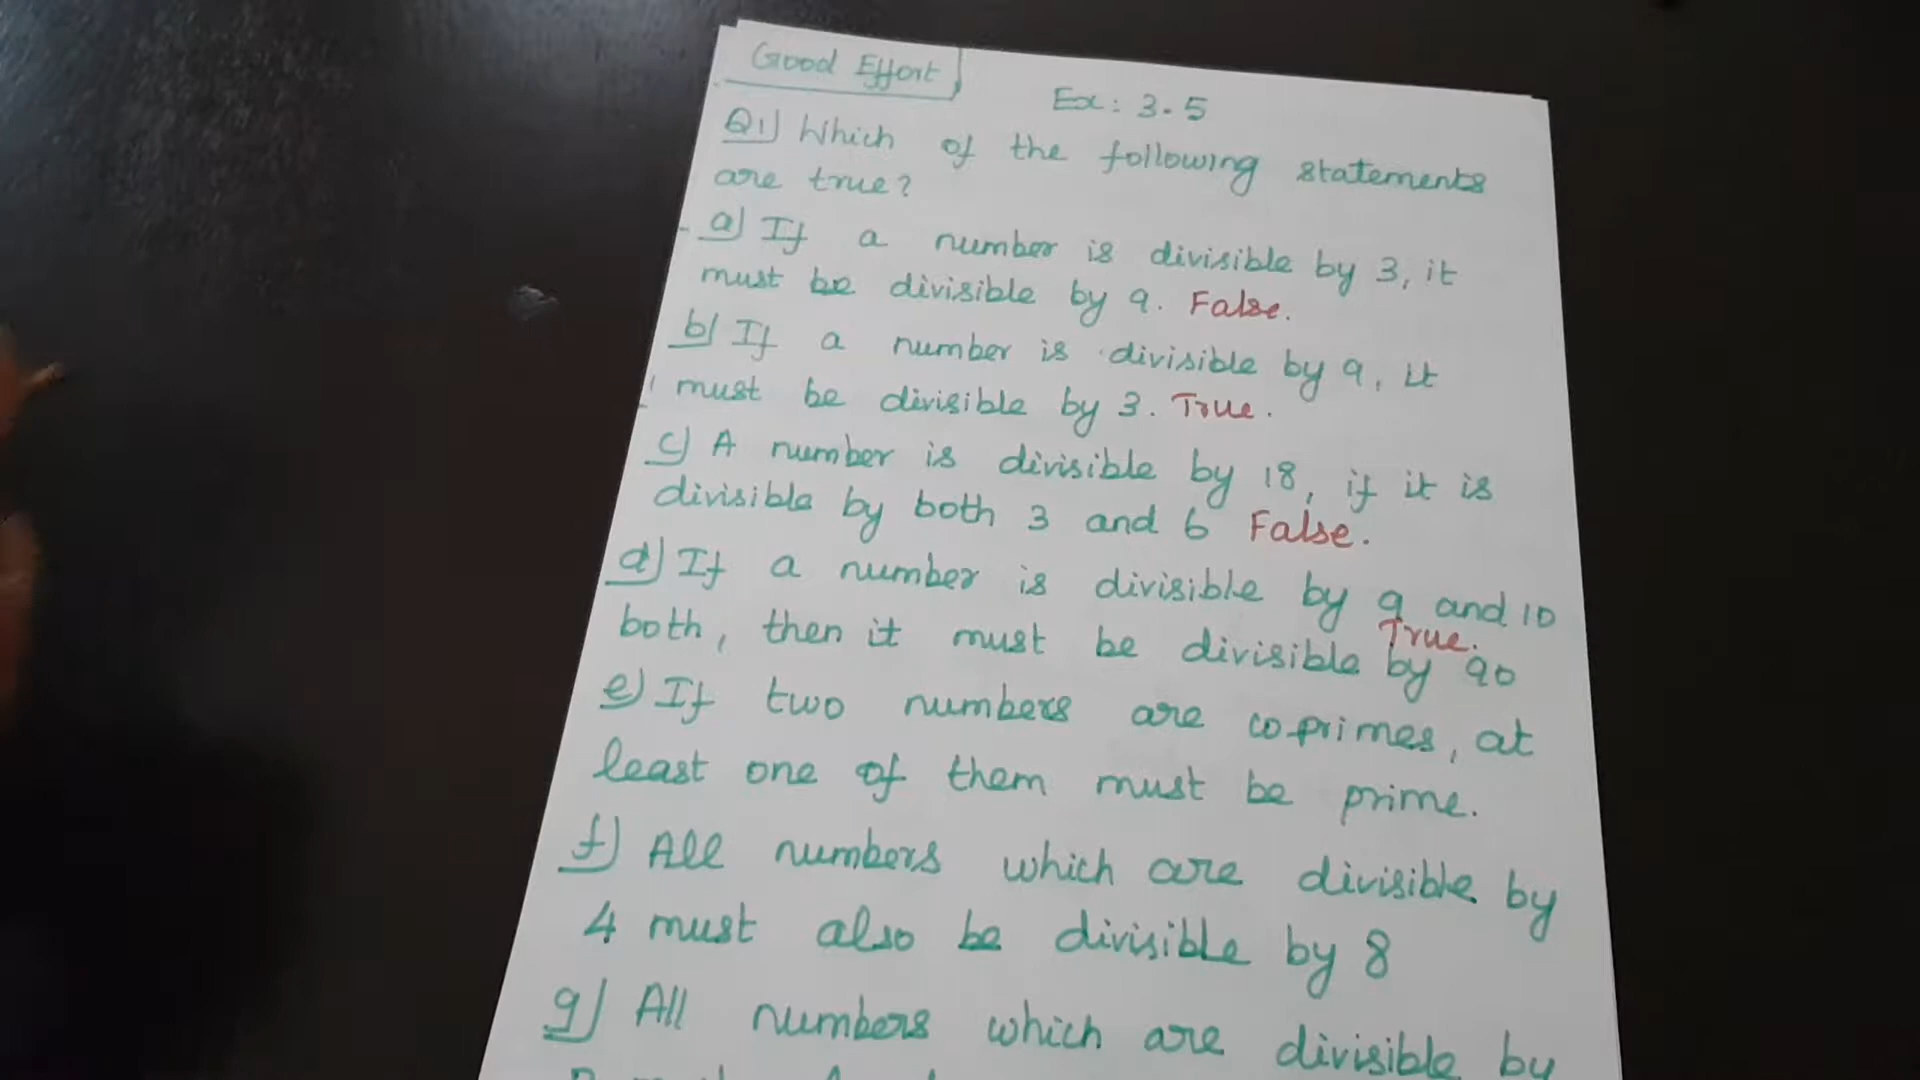 Good Effort
Ex: 3.5
Q1) Which of the following statements
are true?
a) If a number is divisible by 3, it
must be divisible by 9. False.
b) If a number is divisible by 9, it
must be divisible by 3. True.
c) A number is divisible by 18, if it is
divisible by both 3 and 6 False.
d) If a number is divisible by 9 and 10
both, then it must be divisible by 90 True.
e) If two numbers are co-primes, at
least one of them must be prime.
f) All numbers which are divisible by
4 must also be divisible by 8
g) All numbers which are divisible by